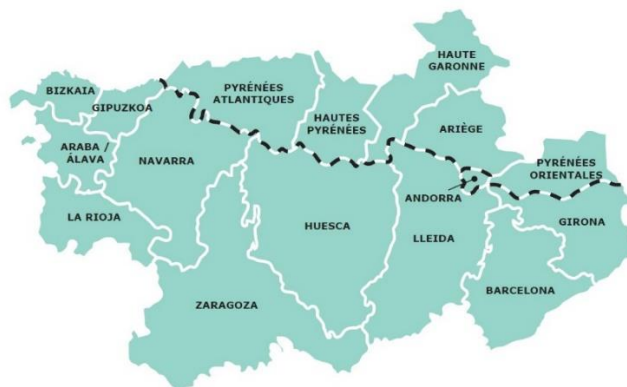 HAUTE
GARONNE
BIZKAIA
GIPUZKOA
PYRÉNÉES
ATLANTIQUES
HAUTES
PYRÉNÉES
ARIÈGE
ARABA /
ÁLAVA
NAVARRA
PYRÉNÉES
ORIENTALES
ANDORRA
LA RIOJA
HUESCA
LLEIDA
GIRONA
ZARAGOZA
BARCELONA